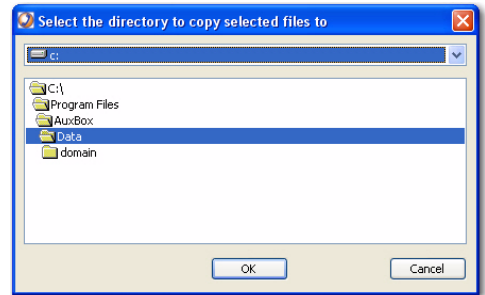 Select the directory to copy selected files to
c:
C:\
Program Files
AuxBox
Data
domain
OK
Cancel